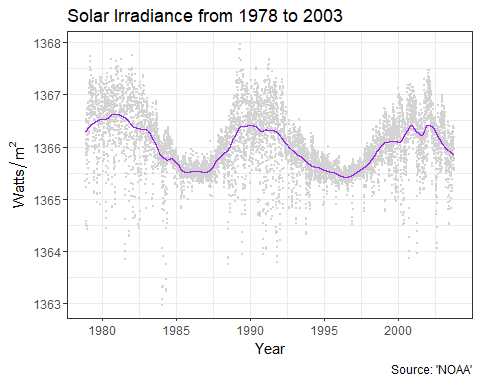 Solar Irradiance from 1978 to 2003
Watts / m²
1368
1367
1366
1365
1364
1363
1980 1985 1990 1995 2000
Year
Source: 'NOAA'